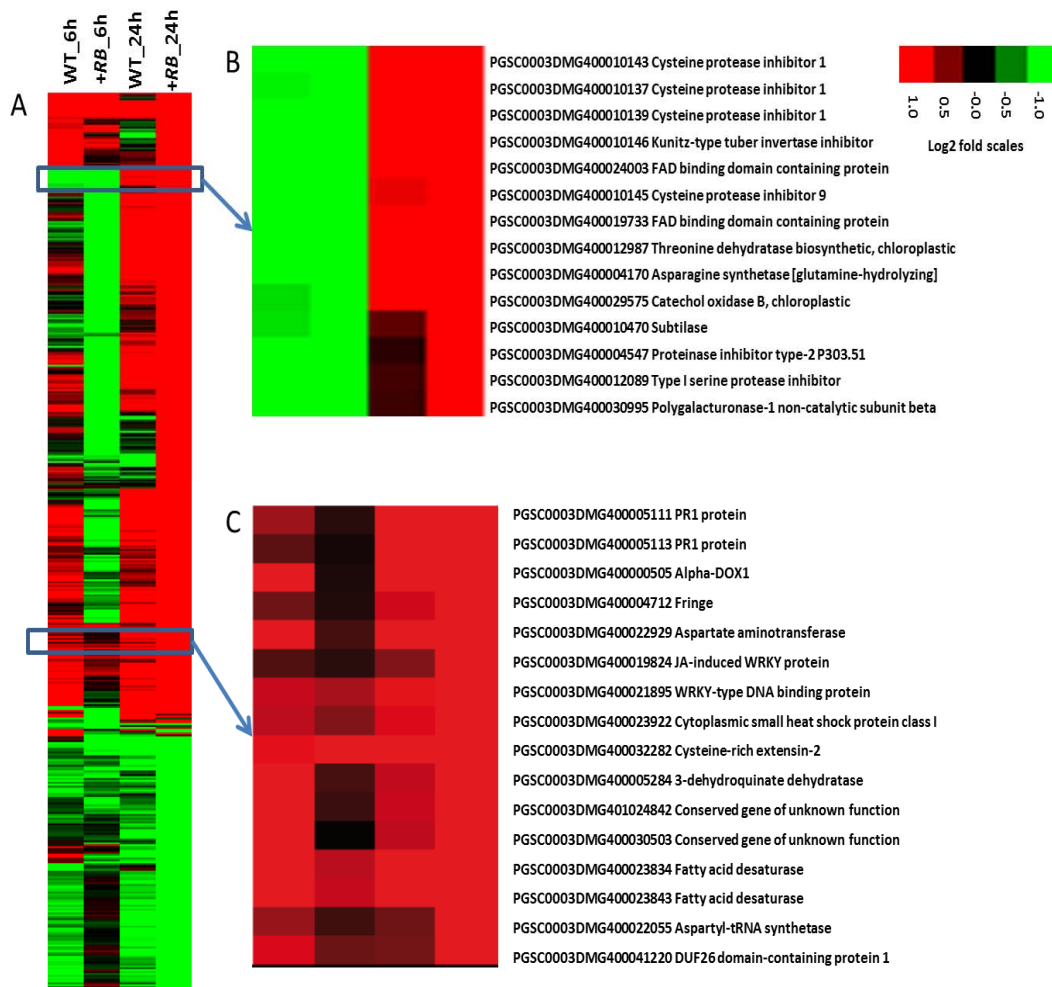 WT_6h
+RB_6h
WT_24h
+RB_24h
A
B
PGSC0003DMG400010143 Cysteine protease inhibitor 1
PGSC0003DMG400010137 Cysteine protease inhibitor 1
PGSC0003DMG400010139 Cysteine protease inhibitor 1
PGSC0003DMG400010146 Kunitz-type tuber invertase inhibitor
PGSC0003DMG400024003 FAD binding domain containing protein
PGSC0003DMG400010145 Cysteine protease inhibitor 9
PGSC0003DMG400019733 FAD binding domain containing protein
PGSC0003DMG400012987 Threonine dehydratase biosynthetic, chloroplastic
PGSC0003DMG400004170 Asparagine synthetase [glutamine-hydrolyzing]
PGSC0003DMG400029575 Catechol oxidase B, chloroplastic
PGSC0003DMG400010470 Subtilase
PGSC0003DMG400004547 Proteinase inhibitor type-2 P303.51
PGSC0003DMG400012089 Type I serine protease inhibitor
PGSC0003DMG400030995 Polygalacturonase-1 non-catalytic subunit beta
1.0
0.5
-0.0
-0.5
-1.0
Log2 fold scales
C
PGSC0003DMG400005111 PR1 protein
PGSC0003DMG400005113 PR1 protein
PGSC0003DMG400000505 Alpha-DOX1
PGSC0003DMG400004712 Fringe
PGSC0003DMG400022929 Aspartate aminotransferase
PGSC0003DMG400019824 JA-induced WRKY protein
PGSC0003DMG400021895 WRKY-type DNA binding protein
PGSC0003DMG400023922 Cytoplasmic small heat shock protein class I
PGSC0003DMG400032282 Cysteine-rich extensin-2
PGSC0003DMG400005284 3-dehydroquinate dehydratase
PGSC0003DMG401024842 Conserved gene of unknown function
PGSC0003DMG400030503 Conserved gene of unknown function
PGSC0003DMG400023834 Fatty acid desaturase
PGSC0003DMG400023843 Fatty acid desaturase
PGSC0003DMG400022055 Aspartyl-tRNA synthetase
PGSC0003DMG400041220 DUF26 domain-containing protein 1